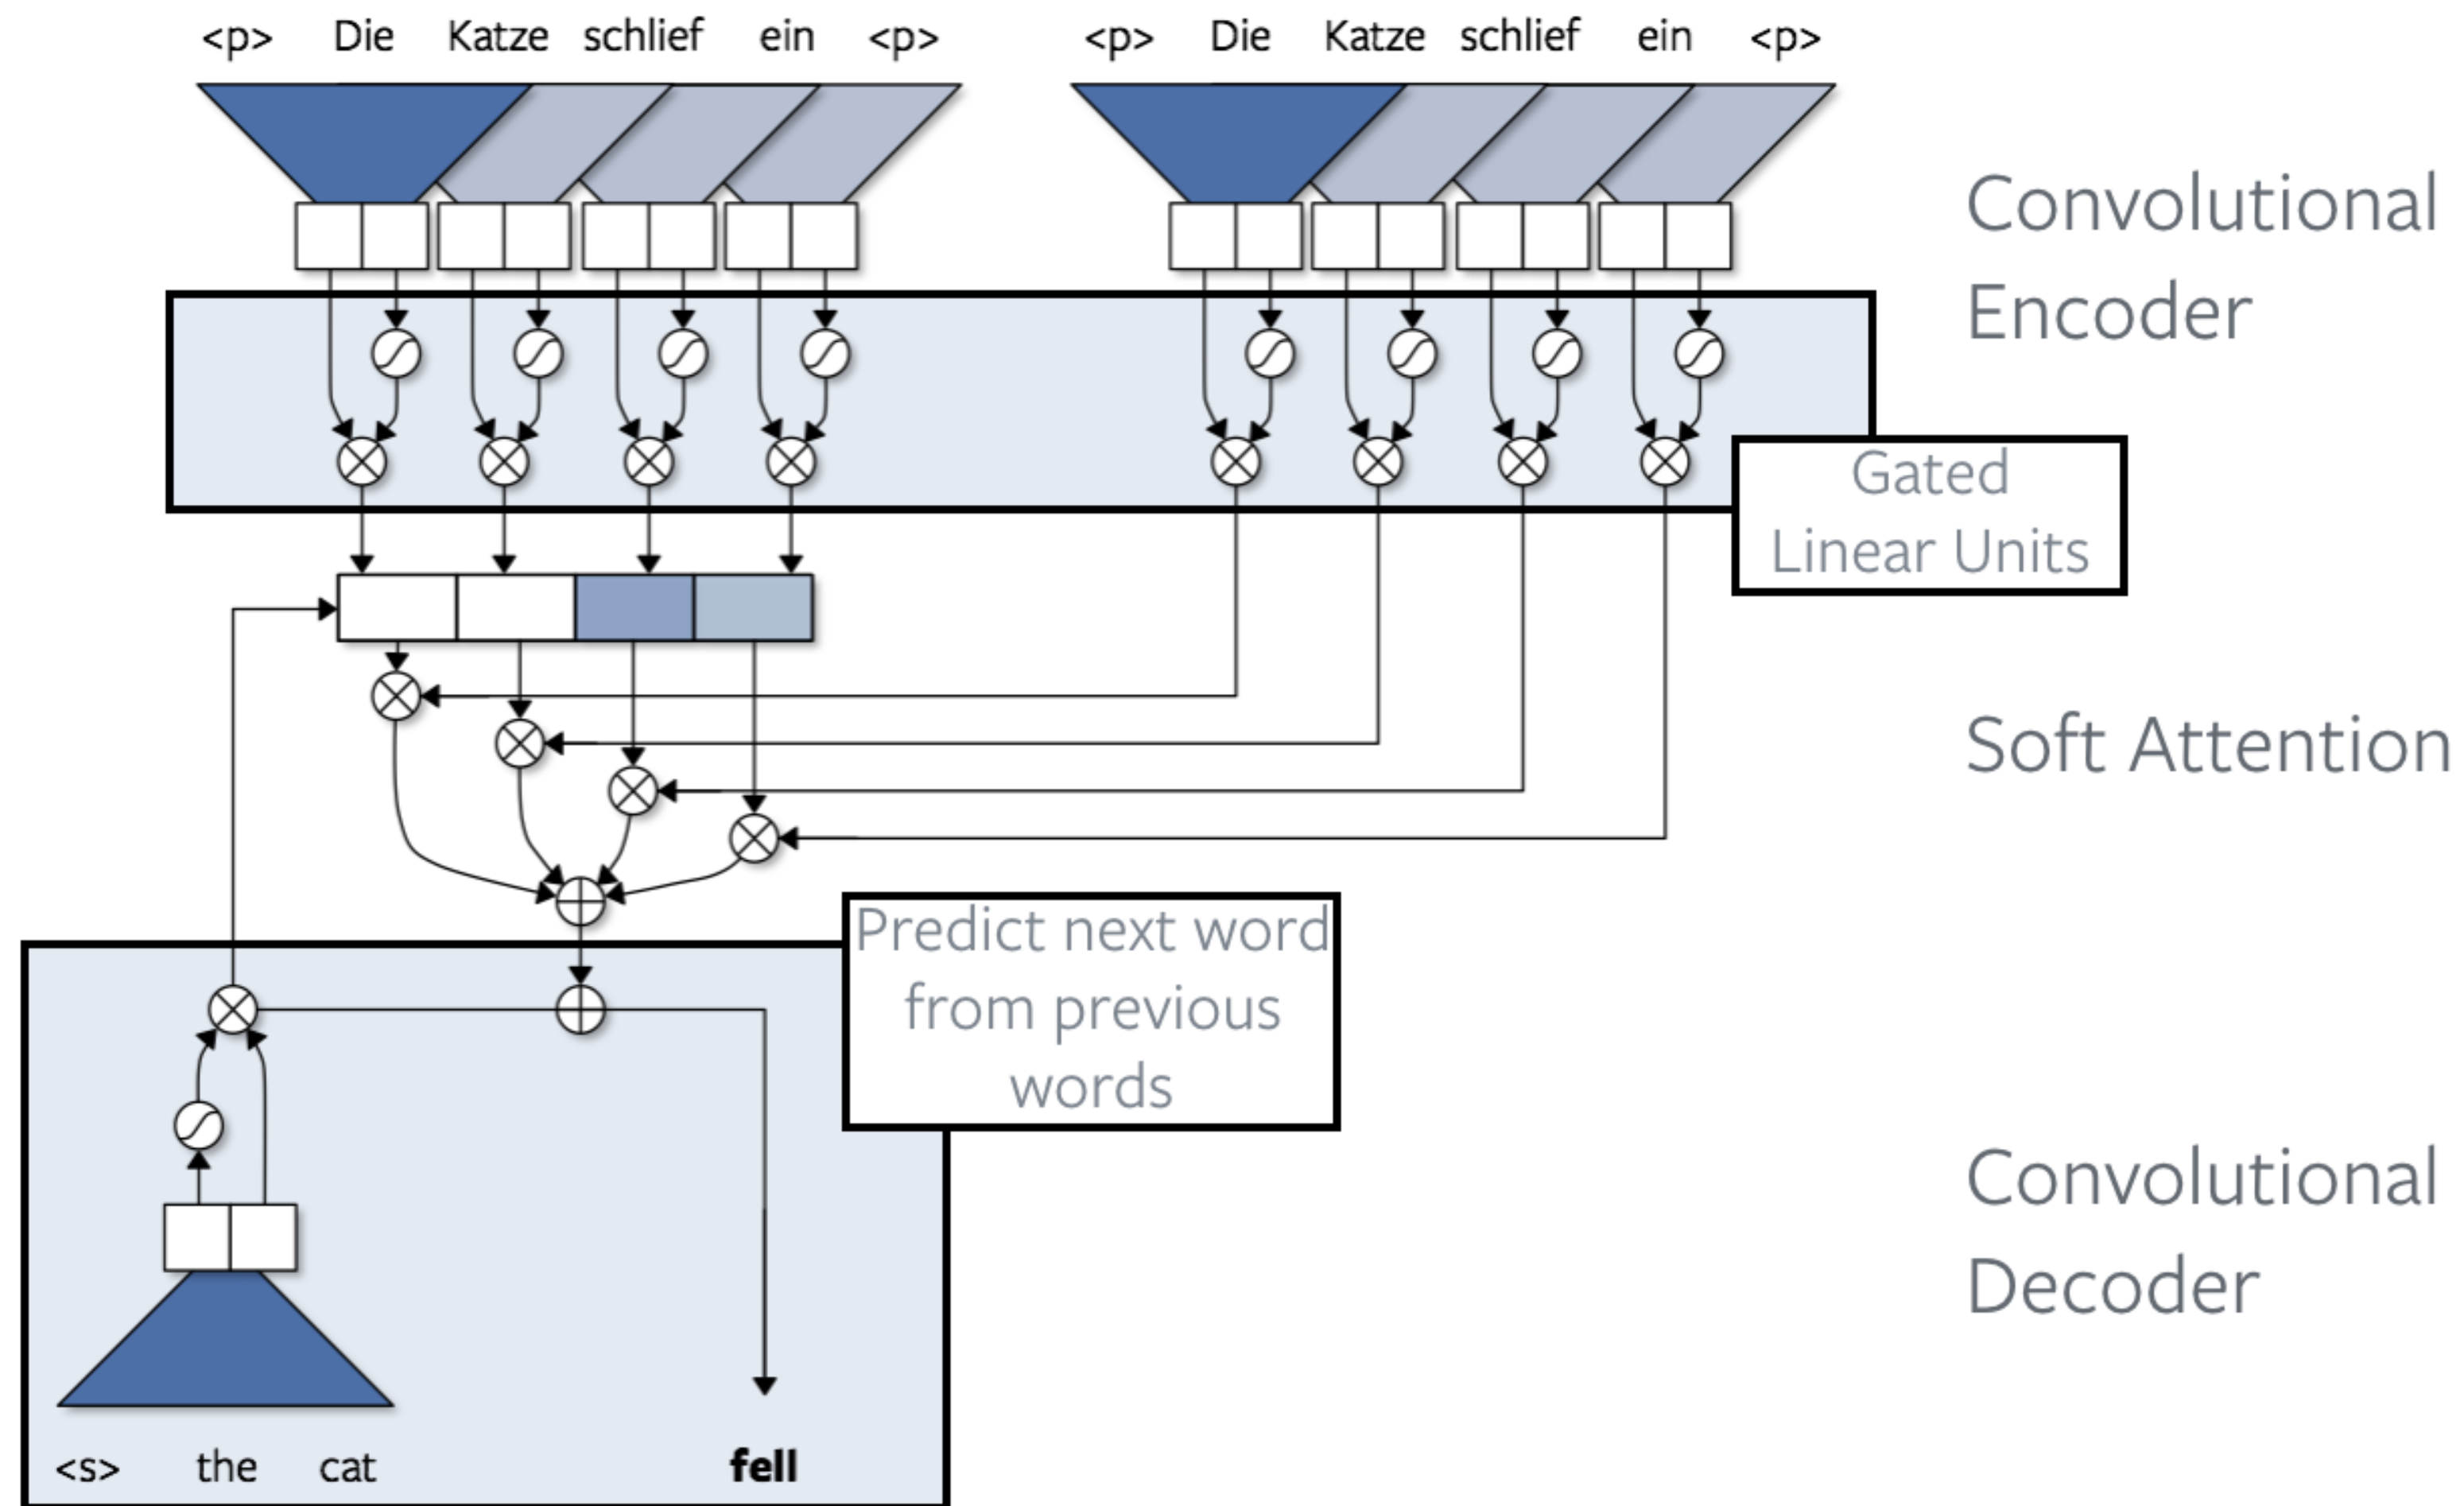 <p> Die Katze schlief ein <p> <p> Die Katze schlief ein <p>
Convolutional
Encoder
Gated
Linear Units
Soft Attention
Predict next word
from previous
words
Convolutional
Decoder
<s> the cat fell